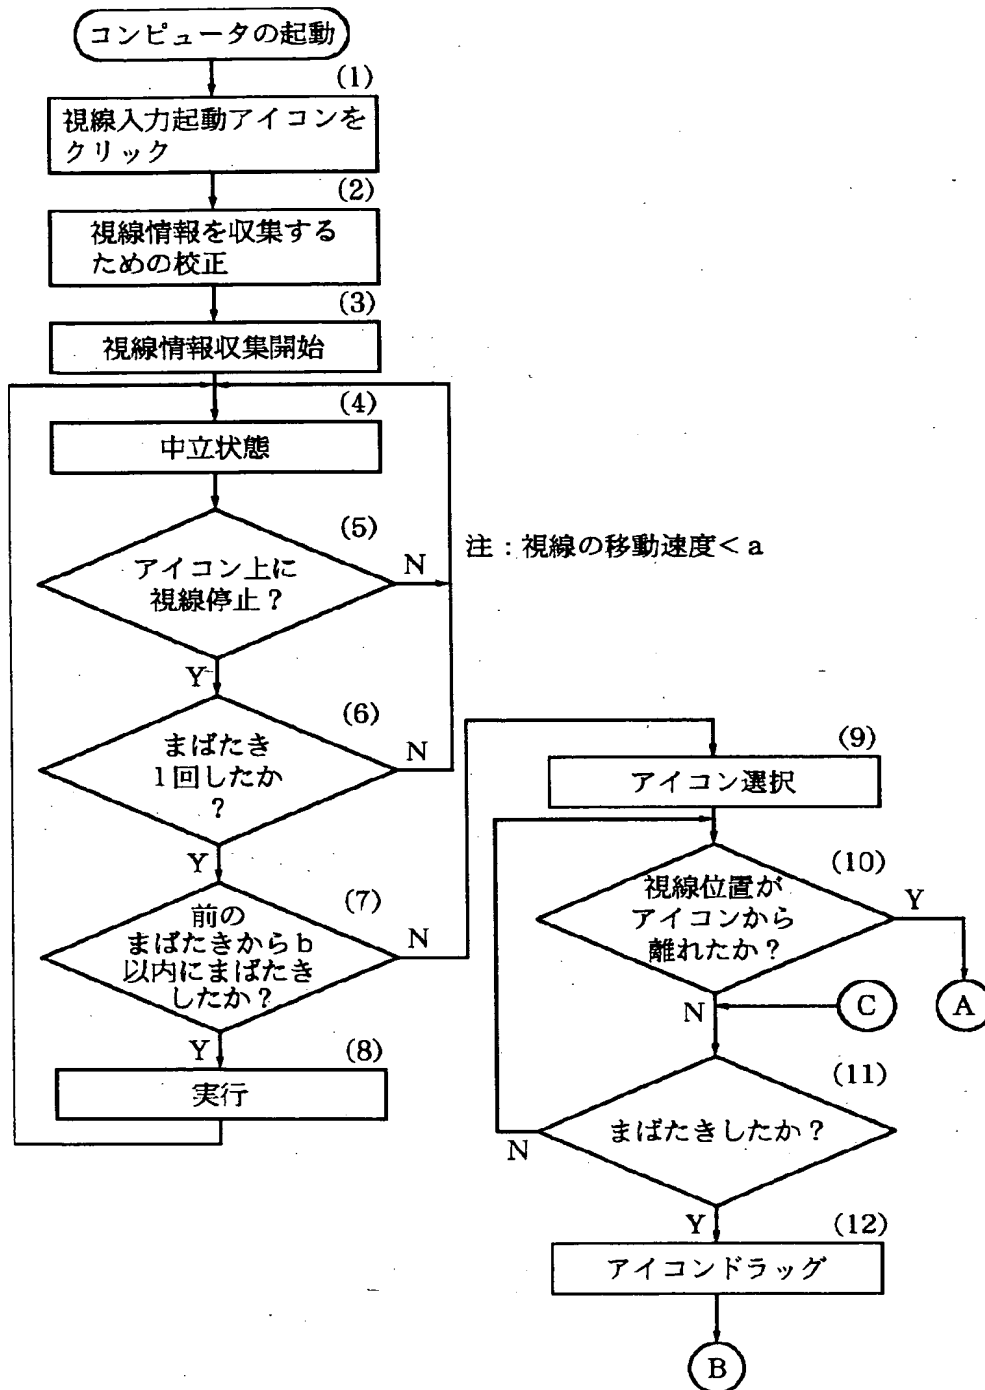 コンピュータの起動
(1)
視線入力起動アイコンを
クリック
(2)
視線情報を収集する
ための校正
(3)
視線情報収集開始
(4)
中立状態
(5)
アイコン上に
視線停止？
N
注：視線の移動速度＜a
Y
(6)
まばたき
1回したか
？
N
Y
(7)
前の
まばたきからb
以内にまばたき
したか？
N
Y
(8)
実行
(9)
アイコン選択
(10)
視線位置が
アイコンから
離れたか？
Y
A
N
C
(11)
まばたきしたか？
N
Y
(12)
アイコンドラッグ
B